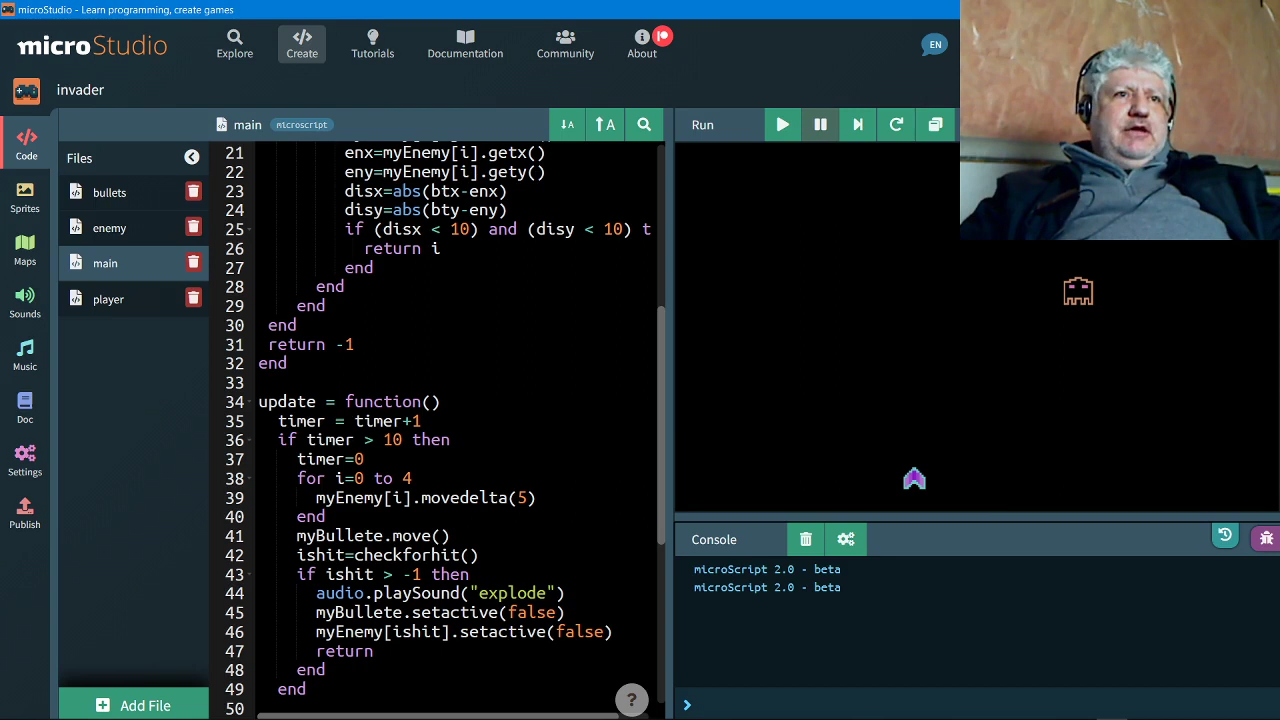 microStudio - Learn programming, create games
microStudio
Explore
Create
Tutorials
Documentation
Community
About
EN
invader
Code
Sprites
Maps
Sounds
Music
Doc
Settings
Publish
Files
bullets
enemy
main
player
Add File
main microscript
21 enx=myEnemy[i].getx()
22 eny=myEnemy[i].gety()
23 disx=abs(btx-enx)
24 disy=abs(bty-eny)
25 if (disx < 10) and (disy < 10) t
26 return i
27 end
28 end
29 end
30 end
31 return -1
32 end
33
34 update = function()
35 timer = timer+1
36 if timer > 10 then
37 timer=0
38 for i=0 to 4
39 myEnemy[i].movedelta(5)
40 end
41 myBullete.move()
42 ishit=checkforhit()
43 if ishit > -1 then
44 audio.playSound("explode")
45 myBullete.setactive(false)
46 myEnemy[ishit].setactive(false)
47 return
48 end
49 end
50
?
Run
Console
microScript 2.0 - beta
microScript 2.0 - beta